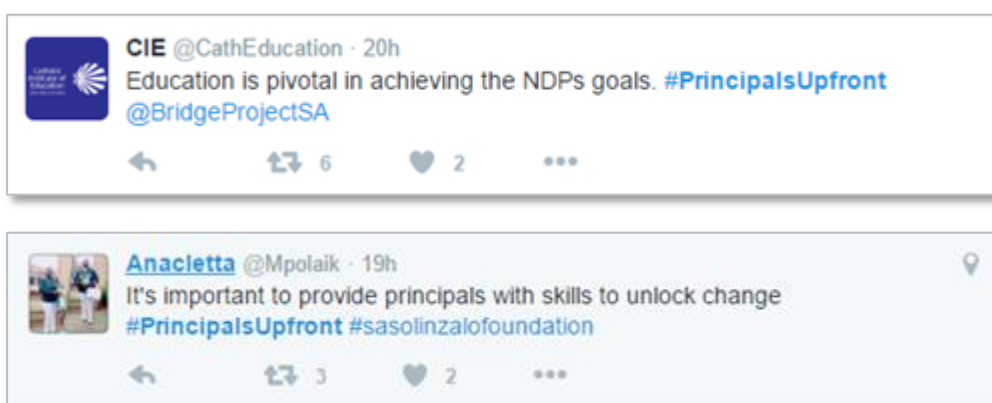 CIE @CathEducation · 20h
Education is pivotal in achieving the NDPs goals. #PrincipalsUpfront
@BridgeProjectSA
6 2
Anacletta @Mpolaik · 19h
It's important to provide principals with skills to unlock change
#PrincipalsUpfront #sasolinzalofoundation
3 2